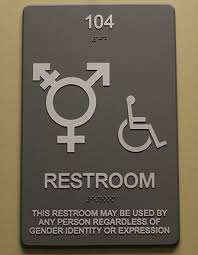 104
RESTROOM
THIS RESTROOM MAY BE USED BY
ANY PERSON REGARDLESS OF
GENDER IDENTITY OR EXPRESSION